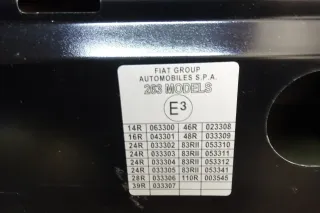 FIAT GROUP
AUTOMOBILES S.P.A.
263 MODELS
E3
14R 063300 46R 023308
16R 043301 48R 033309
24R 033302 83RII 053310
24R 033303 83RII 053311
24R 033304 83RII 053312
24R 033305 83RII 053341
28R 033306 110R 003545
39R 033307